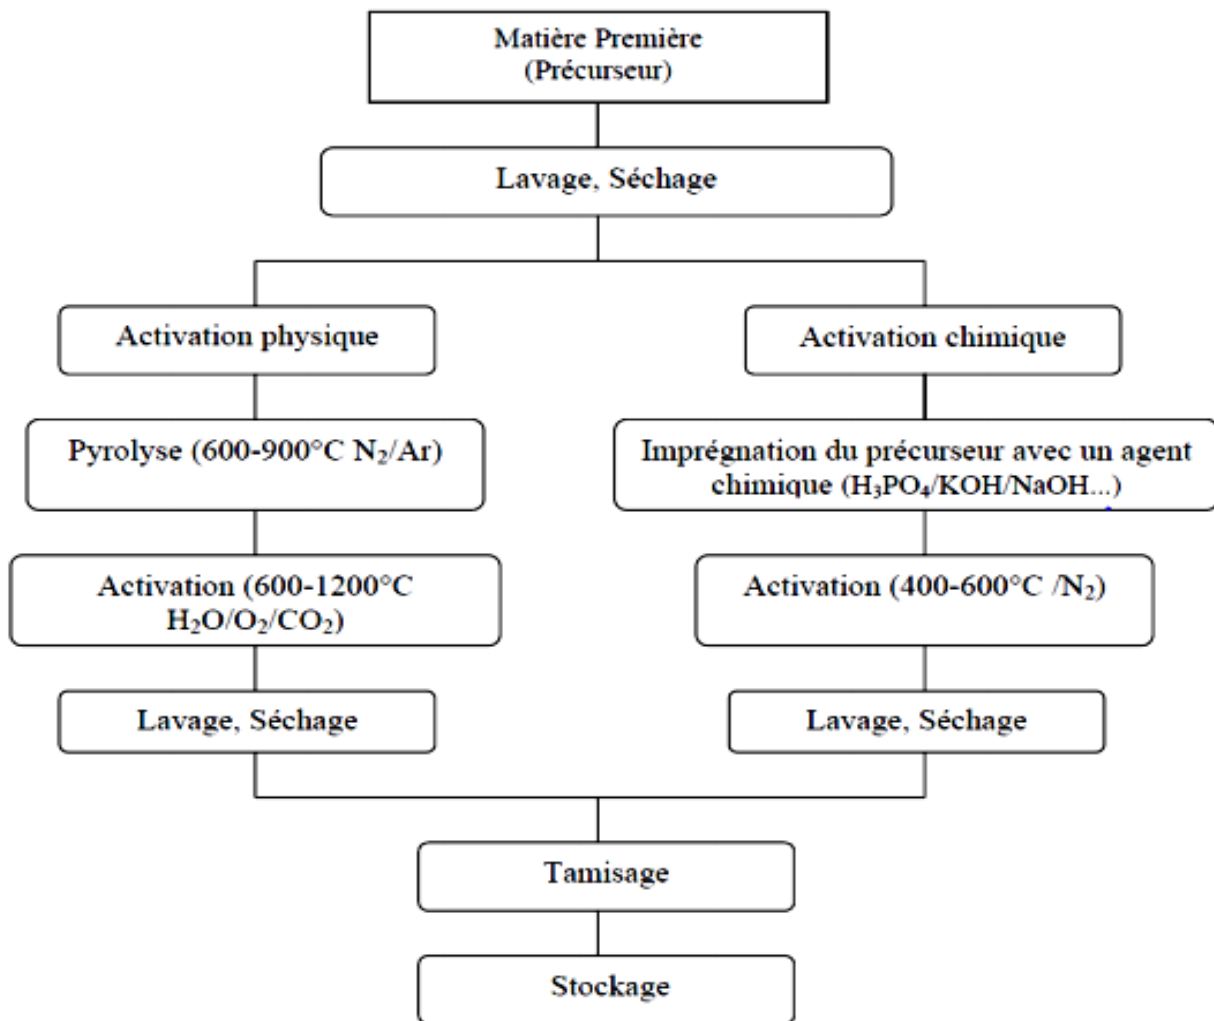 Matière Première
(Précurseur)
Lavage, Séchage
Activation physique
Activation chimique
Pyrolyse (600-900°C N₂/Ar)
Imprégnation du précurseur avec un agent
chimique (H₃PO₄/KOH/NaOH...)
Activation (600-1200°C
H₂O/O₂/CO₂)
Activation (400-600°C /N₂)
Lavage, Séchage
Lavage, Séchage
Tamisage
Stockage